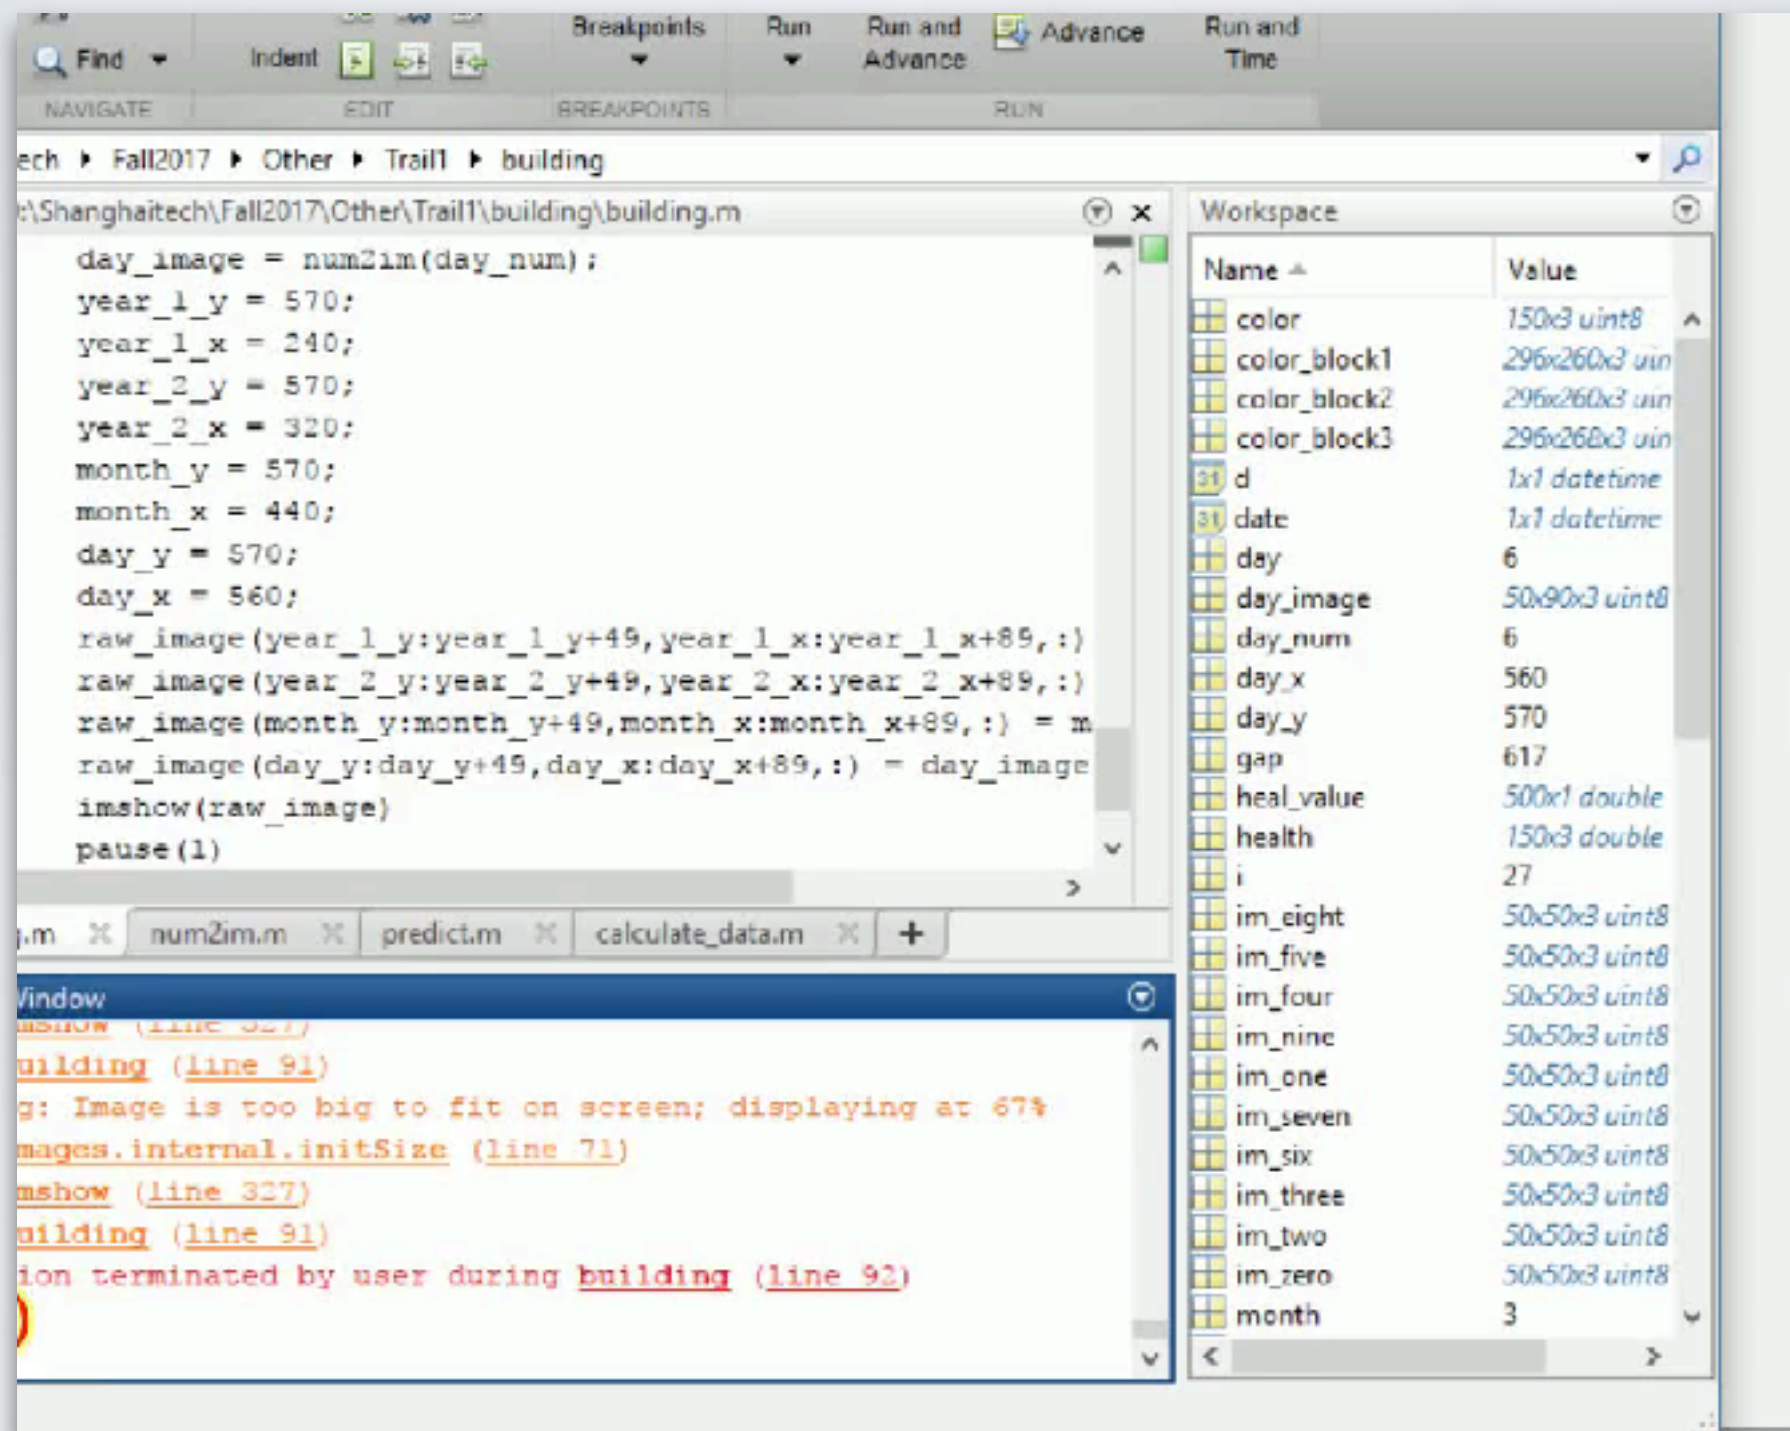 Breakpoints Run Run and Advance Run and
Find Indent Advance Time
NAVIGATE EDIT BREAKPOINTS RUN
ech Fall2017 Other Trail1 building
:\Shanghaitech\Fall2017\Other\Trail1\building\building.m
day_image = num2im(day_num);
year_1_y = 570;
year_1_x = 240;
year_2_y = 570;
year_2_x = 320;
month_y = 570;
month_x = 440;
day_y = 570;
day_x = 560;
raw_image(year_1_y:year_1_y+49,year_1_x:year_1_x+89,:)
raw_image(year_2_y:year_2_y+49,year_2_x:year_2_x+89,:)
raw_image(month_y:month_y+49,month_x:month_x+89,:) = m
raw_image(day_y:day_y+49,day_x:day_x+89,:) = day_image
imshow(raw_image)
pause(1)
.m num2im.m predict.m calculate_data.m +
Window
mshow (line 327)
uilding (line 91)
g: Image is too big to fit on screen; displaying at 67%
mages.internal.initSize (line 71)
mshow (line 327)
uilding (line 91)
ion terminated by user during building (line 92)
Workspace
Name Value
color 150x3 uint8
color_block1 296x260x3 uin
color_block2 296x260x3 uin
color_block3 296x268x3 uin
31 d 1x1 datetime
31 date 1x1 datetime
day 6
day_image 50x90x3 uint8
day_num 6
day_x 560
day_y 570
gap 617
heal_value 500x1 double
health 150x3 double
i 27
im_eight 50x50x3 uint8
im_five 50x50x3 uint8
im_four 50x50x3 uint8
im_nine 50x50x3 uint8
im_one 50x50x3 uint8
im_seven 50x50x3 uint8
im_six 50x50x3 uint8
im_three 50x50x3 uint8
im_two 50x50x3 uint8
im_zero 50x50x3 uint8
month 3